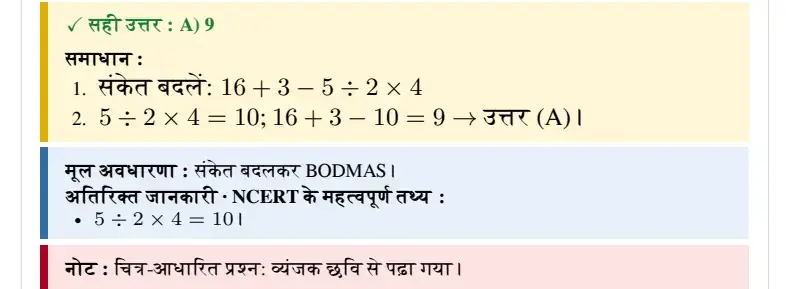 ✓ सही उत्तर : A) 9
समाधान :
1. संकेत बदलें: 16 + 3 − 5 ÷ 2 × 4
2. 5 ÷ 2 × 4 = 10; 16 + 3 − 10 = 9 → उत्तर (A)।
मूल अवधारणा : संकेत बदलकर BODMAS।
अतिरिक्त जानकारी · NCERT के महत्वपूर्ण तथ्य :
• 5 ÷ 2 × 4 = 10।
नोट : चित्र-आधारित प्रश्न: व्यंजक छवि से पढ़ा गया।